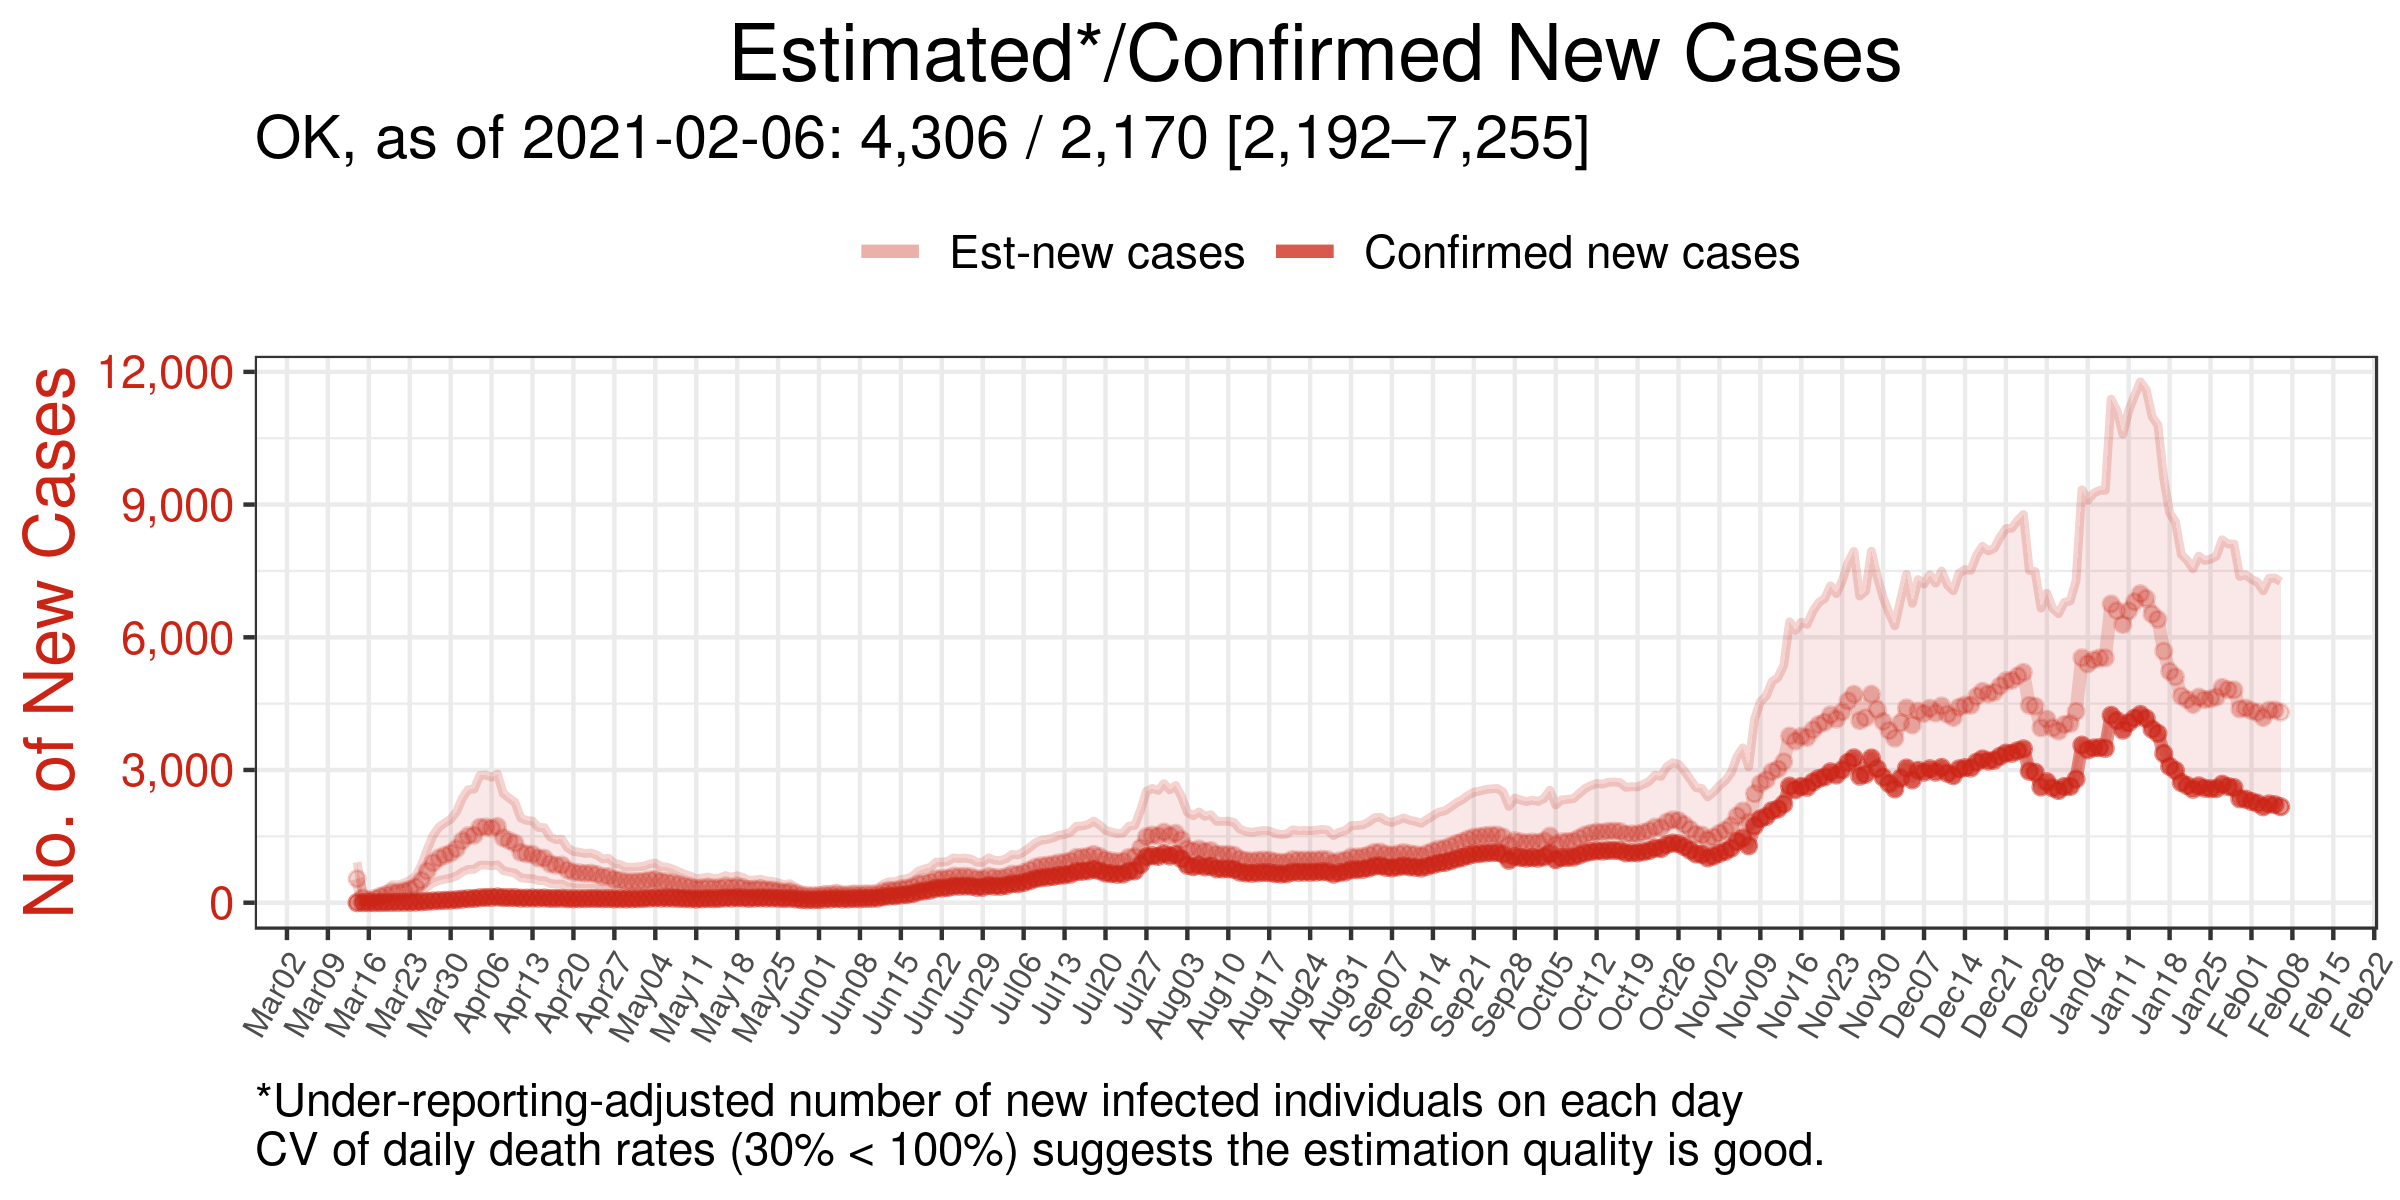 Estimated*/Confirmed New Cases
OK, as of 2021-02-06: 4,306 / 2,170 [2,192–7,255]
Est-new cases
Confirmed new cases
No. of New Cases
12,000
9,000
6,000
3,000
0
Mar02
Mar09
Mar16
Mar23
Mar30
Apr06
Apr13
Apr20
Apr27
May04
May11
May18
May25
Jun01
Jun08
Jun15
Jun22
Jun29
Jul06
Jul13
Jul20
Jul27
Aug03
Aug10
Aug17
Aug24
Aug31
Sep07
Sep14
Sep21
Sep28
Oct05
Oct12
Oct19
Oct26
Nov02
Nov09
Nov16
Nov23
Nov30
Dec07
Dec14
Dec21
Dec28
Jan04
Jan11
Jan18
Jan25
Feb01
Feb08
Feb15
Feb22
*Under-reporting-adjusted number of new infected individuals on each day
CV of daily death rates (30% < 100%) suggests the estimation quality is good.